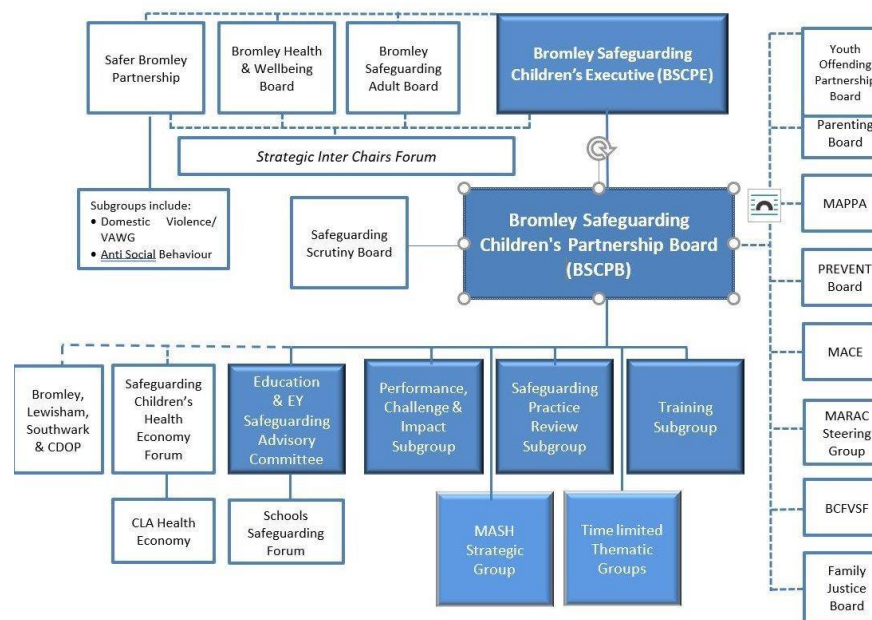 Safer Bromley
Partnership
Bromley Health
& Wellbeing
Board
Bromley
Safeguarding
Adult Board
Bromley Safeguarding
Children's Executive (BSCPE)
Youth
Offending
Partnership
Board
Strategic Inter Chairs Forum
Parenting
Board
Subgroups include:
• Domestic Violence/
VAWG
• Anti Social Behaviour
Safeguarding
Scrutiny Board
Bromley Safeguarding
Children's Partnership Board
(BSCPB)
MAPPA
PREVENT
Board
MACE
MARAC
Steering
Group
BCFVSF
Family
Justice
Board
Bromley,
Lewisham,
Southwark
& CDOP
Safeguarding
Children's
Health
Economy
Forum
Education
& EY
Safeguarding
Advisory
Committee
Performance,
Challenge &
Impact
Subgroup
Safeguarding
Practice
Review
Subgroup
Training
Subgroup
CLA Health
Economy
Schools
Safeguarding
Forum
MASH
Strategic
Group
Time limited
Thematic
Groups